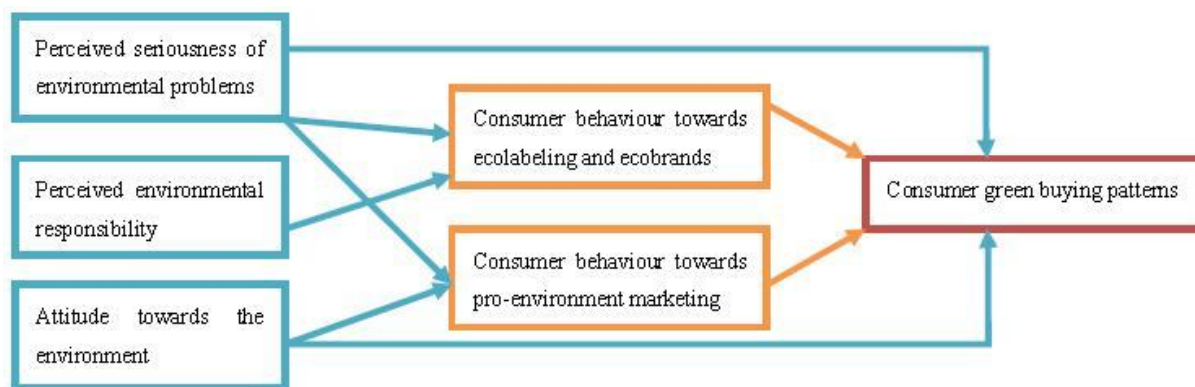 Perceived seriousness of
environmental problems
Perceived environmental
responsibility
Attitude towards the
environment
Consumer behaviour towards
ecolabeling and ecobrands
Consumer behaviour towards
pro-environment marketing
Consumer green buying patterns